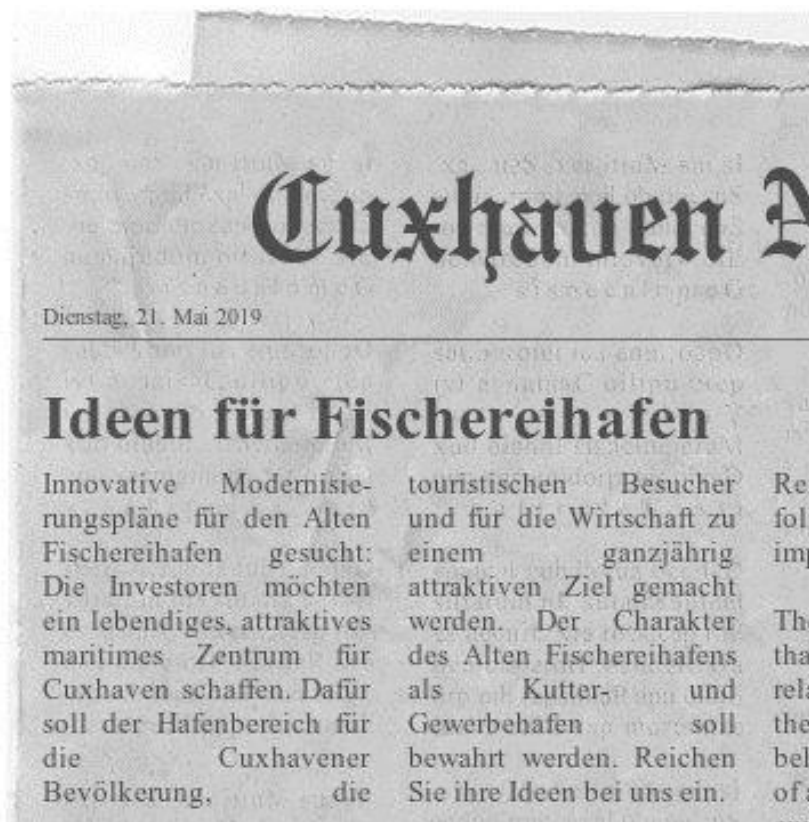 Cuxhaven
Dienstag, 21. Mai 2019
Ideen für Fischereihafen
Innovative Modernisie-
rungspläne für den Alten
Fischereihafen gesucht:
Die Investoren möchten
ein lebendiges, attraktives
maritimes Zentrum für
Cuxhaven schaffen. Dafür
soll der Hafenbereich für
die Cuxhavener
Bevölkerung, die
touristischen Besucher
und für die Wirtschaft zu
einem ganzjährig
attraktiven Ziel gemacht
werden. Der Charakter
des Alten Fischereihafens
als Kutter- und
Gewerbehafen soll
bewahrt werden. Reichen
Sie ihre Ideen bei uns ein.